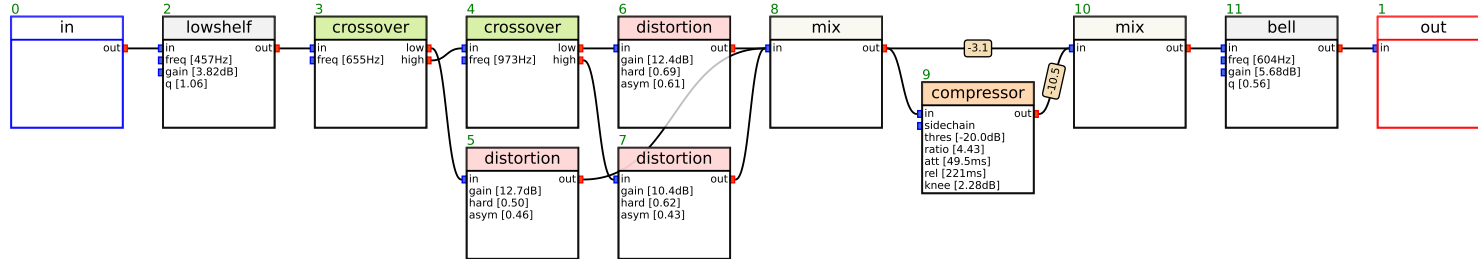 0
in
out
2
lowshelf
in out
freq [457Hz]
gain [3.82dB]
q [1.06]
3
crossover
in low
freq [655Hz] high
4
crossover
in low
freq [973Hz] high
5
distortion
in out
gain [12.7dB]
hard [0.50]
asym [0.46]
6
distortion
in out
gain [12.4dB]
hard [0.69]
asym [0.61]
7
distortion
in out
gain [10.4dB]
hard [0.62]
asym [0.43]
8
mix
in out
-3.1
9
compressor
in out
sidechain
thres [-20.0dB]
ratio [4.43]
att [49.5ms]
rel [221ms]
knee [2.28dB]
-10.5
10
mix
in out
11
bell
in out
freq [604Hz]
gain [5.68dB]
q [0.56]
1
out
in